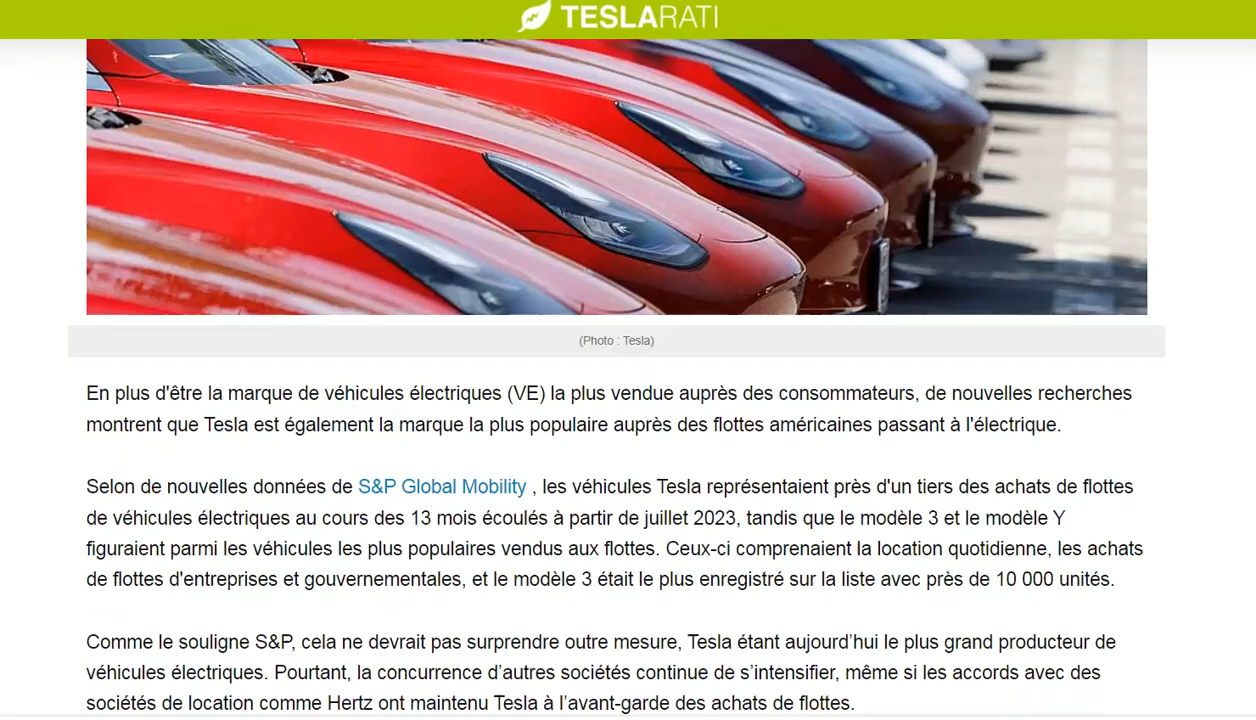 TESLARATI
(Photo : Tesla)
En plus d'être la marque de véhicules électriques (VE) la plus vendue auprès des consommateurs, de nouvelles recherches
montrent que Tesla est également la marque la plus populaire auprès des flottes américaines passant à l'électrique.
Selon de nouvelles données de S&P Global Mobility , les véhicules Tesla représentaient près d'un tiers des achats de flottes
de véhicules électriques au cours des 13 mois écoulés à partir de juillet 2023, tandis que le modèle 3 et le modèle Y
figuraient parmi les véhicules les plus populaires vendus aux flottes. Ceux-ci comprenaient la location quotidienne, les achats
de flottes d'entreprises et gouvernementales, et le modèle 3 était le plus enregistré sur la liste avec près de 10 000 unités.
Comme le souligne S&P, cela ne devrait pas surprendre outre mesure, Tesla étant aujourd’hui le plus grand producteur de
véhicules électriques. Pourtant, la concurrence d’autres sociétés continue de s’intensifier, même si les accords avec des
sociétés de location comme Hertz ont maintenu Tesla à l’avant-garde des achats de flottes.